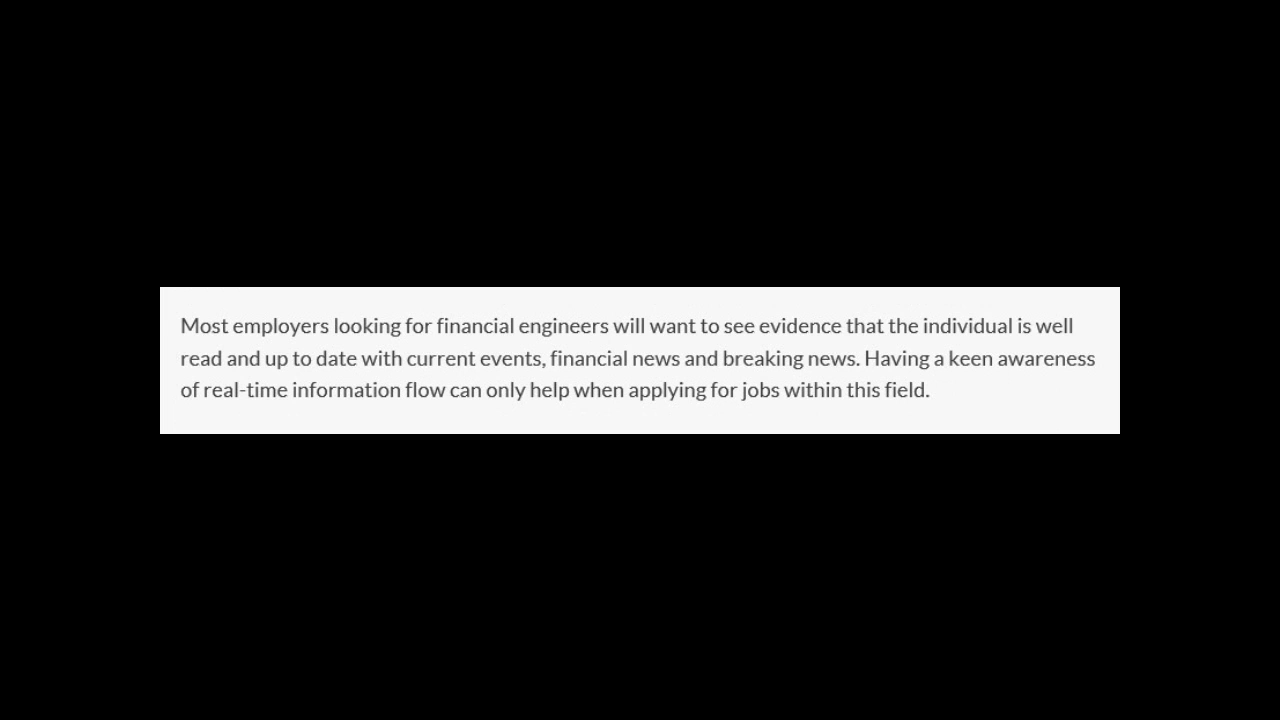 Most employers looking for financial engineers will want to see evidence that the individual is well
read and up to date with current events, financial news and breaking news. Having a keen awareness
of real-time information flow can only help when applying for jobs within this field.